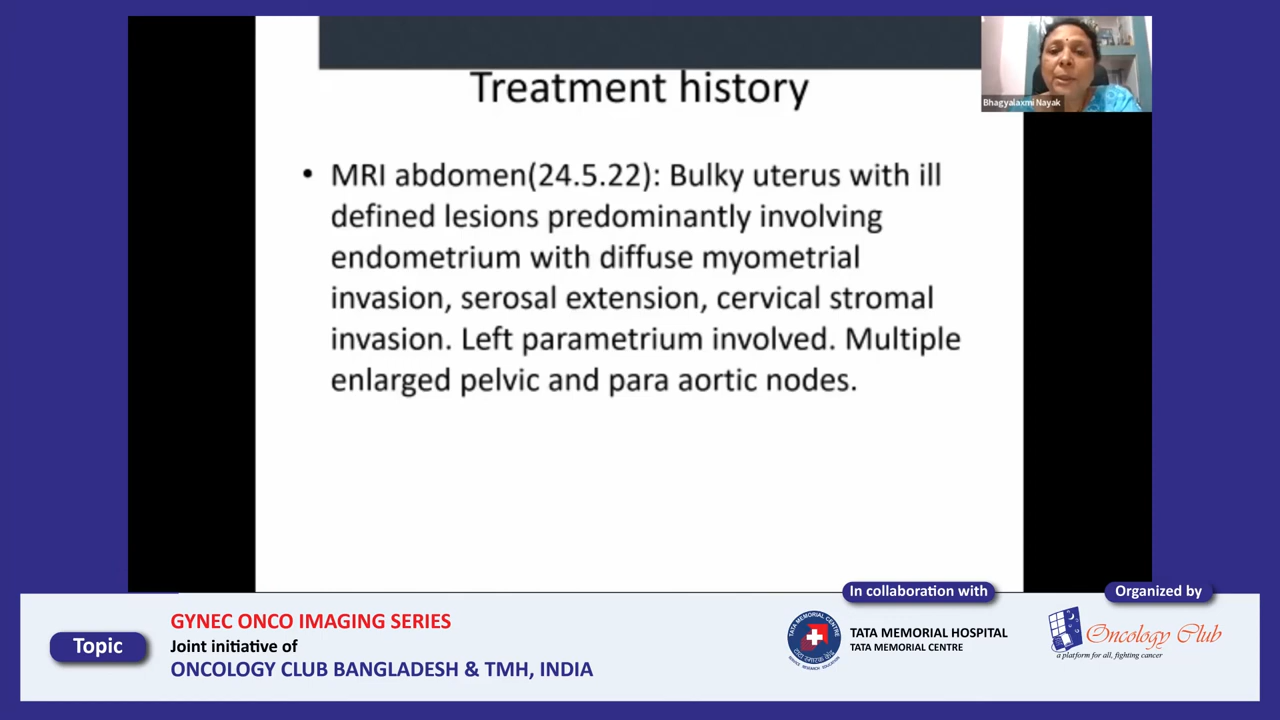 Treatment history
Bhagyalaxmi Nayak
• MRI abdomen(24.5.22): Bulky uterus with ill
defined lesions predominantly involving
endometrium with diffuse myometrial
invasion, serosal extension, cervical stromal
invasion. Left parametrium involved. Multiple
enlarged pelvic and para aortic nodes.
Topic
GYNEC ONCO IMAGING SERIES
Joint initiative of
ONCOLOGY CLUB BANGLADESH & TMH, INDIA
In collaboration with
TATA MEMORIAL CENTRE
TATA MEMORIAL HOSPITAL
TATA MEMORIAL CENTRE
Organized by
Oncology Club
a platform for all, fighting cancer